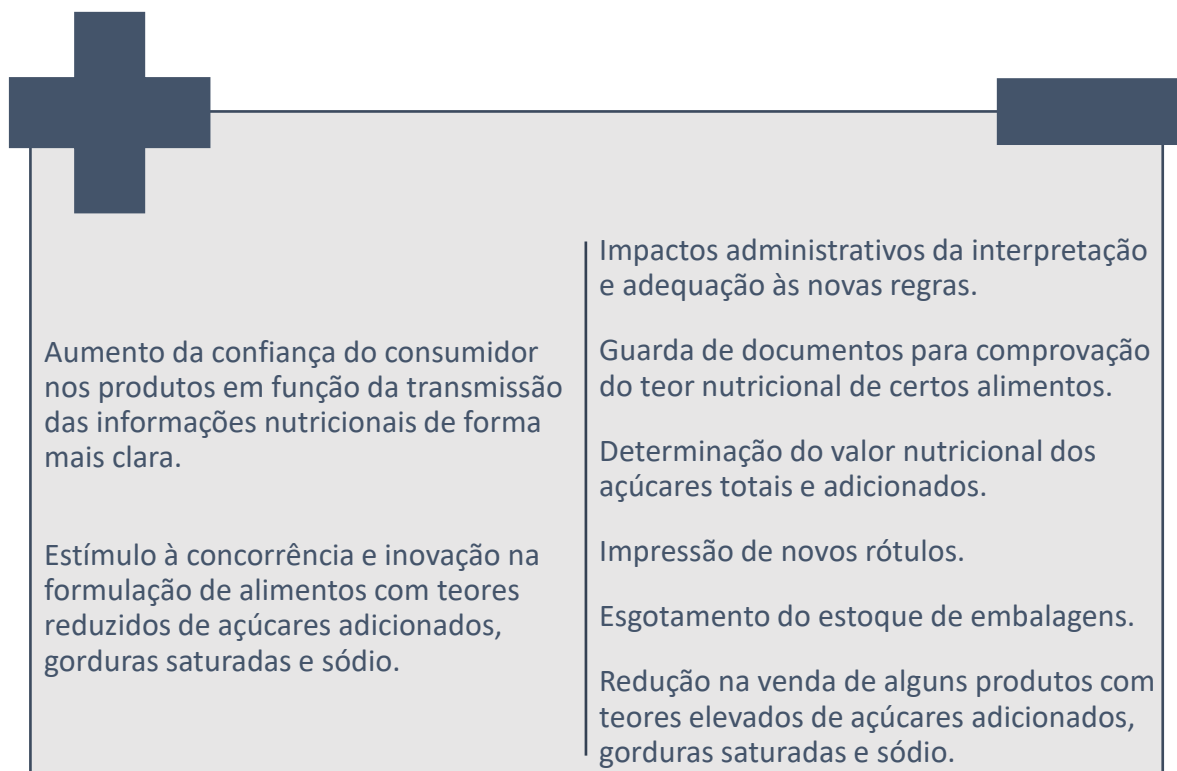 Aumento da confiança do consumidor
nos produtos em função da transmissão
das informações nutricionais de forma
mais clara.
Estímulo à concorrência e inovação na
formulação de alimentos com teores
reduzidos de açúcares adicionados,
gorduras saturadas e sódio.
Impactos administrativos da interpretação
e adequação às novas regras.
Guarda de documentos para comprovação
do teor nutricional de certos alimentos.
Determinação do valor nutricional dos
açúcares totais e adicionados.
Impressão de novos rótulos.
Esgotamento do estoque de embalagens.
Redução na venda de alguns produtos com
teores elevados de açúcares adicionados,
gorduras saturadas e sódio.